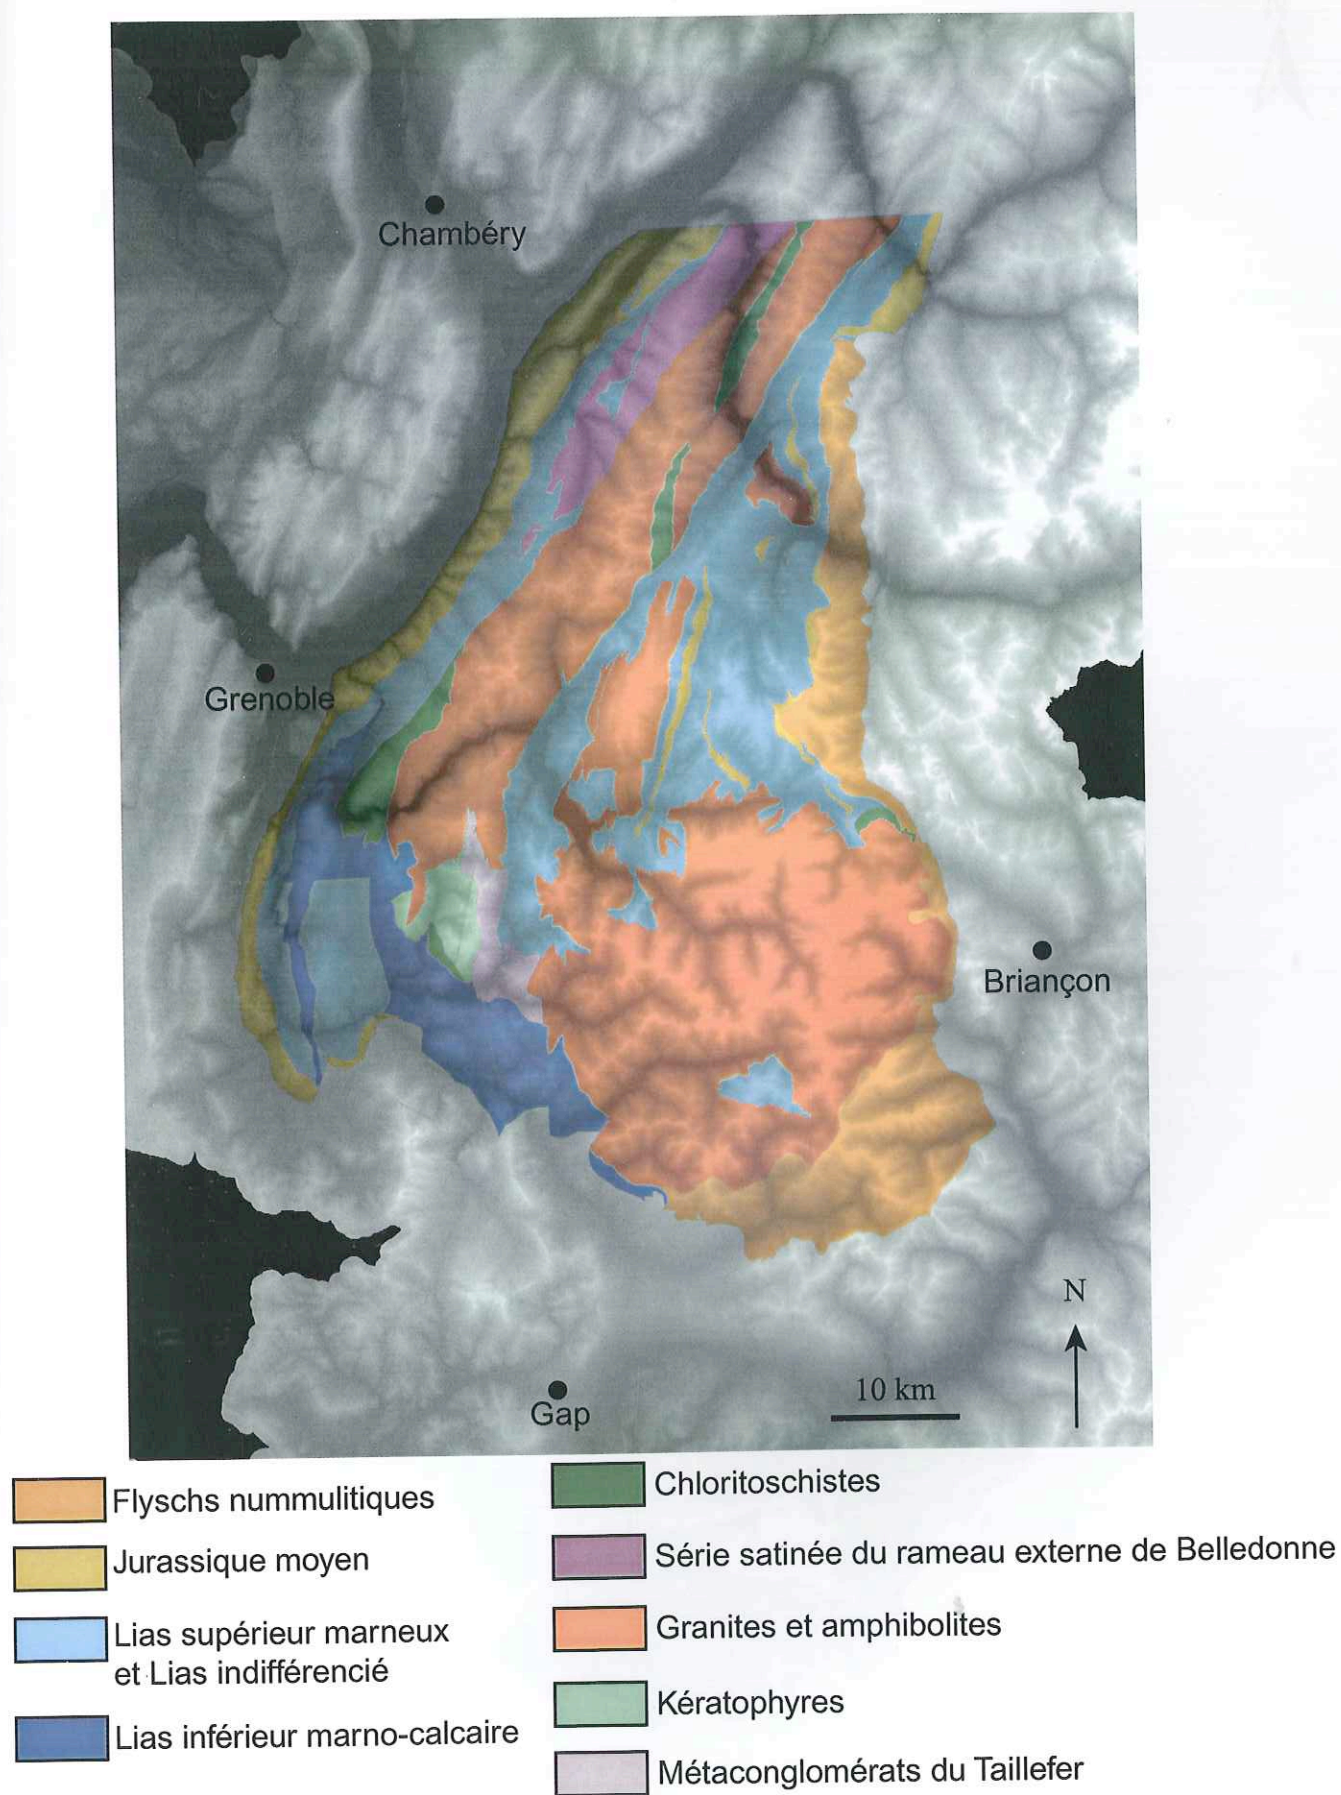 Chambéry
Grenoble
Briançon
N
10 km
Gap
Flyschs nummulitiques
Jurassique moyen
Lias supérieur marneux
et Lias indifférencié
Lias inférieur marno-calcaire
Chloritoschistes
Série satinée du rameau externe de Belledonne
Granites et amphibolites
Kératophyres
Métaconglomérats du Taillefer